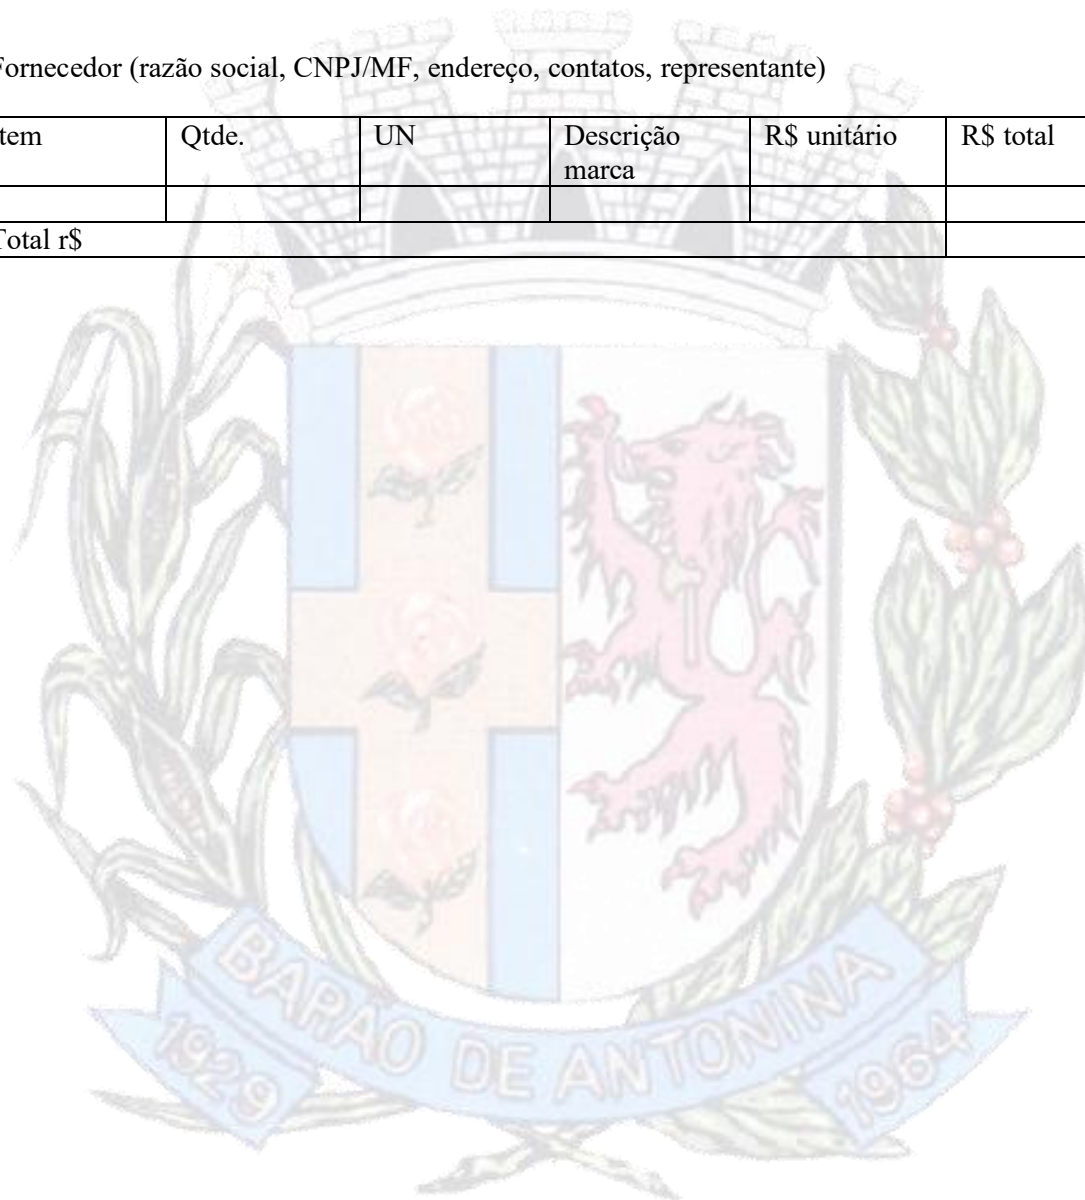 Fornecedor (razão social, CNPJ/MF, endereço, contatos, representante)
tem Qtde. UN Descrição R$ unitário R$ total
marca
Total r$
BARÃO DE ANTONINA
1929 1964